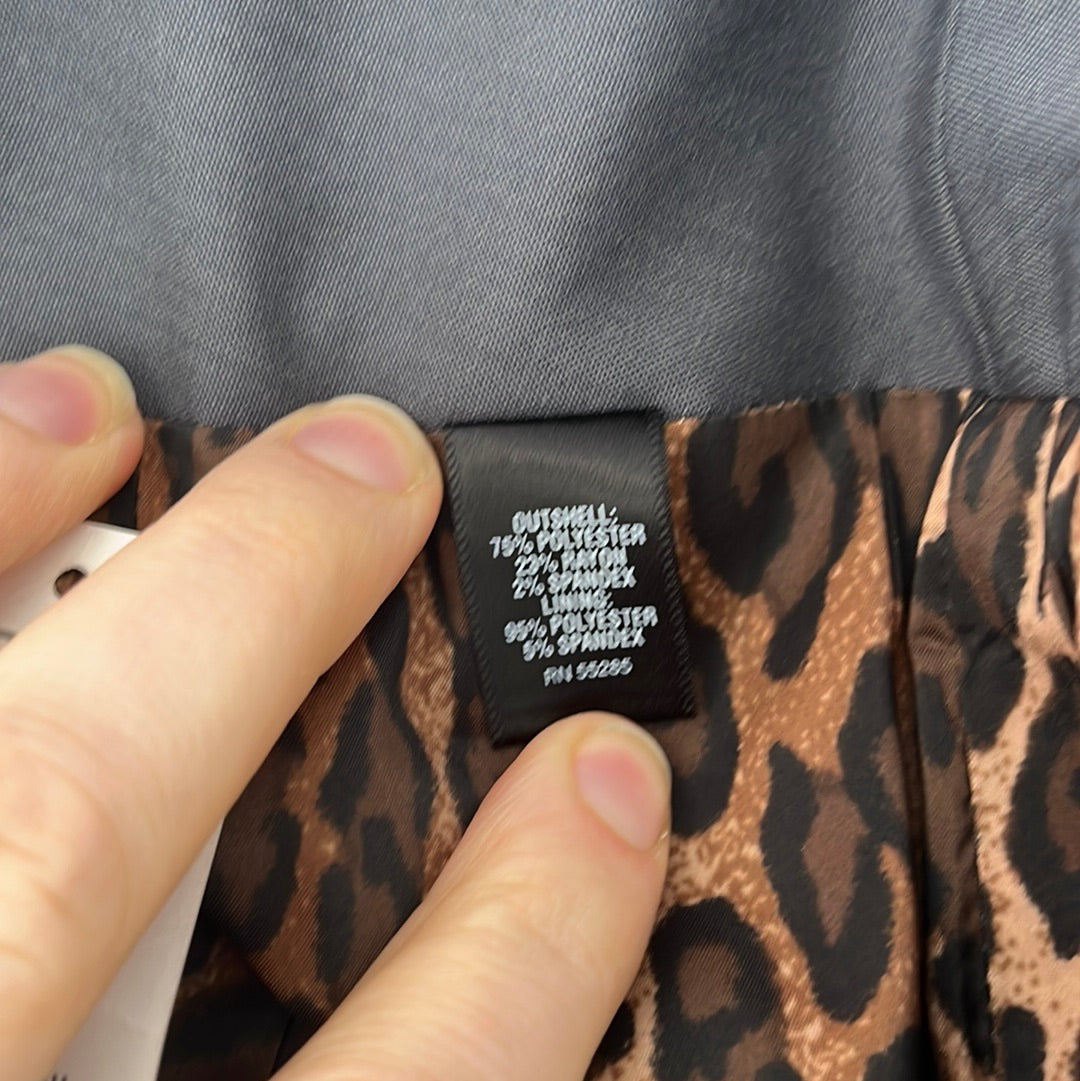 OUTSHELL:
75% POLYESTER
23% RAYON
2% SPANDEX
LINING:
95% POLYESTER
5% SPANDEX
RN 55285